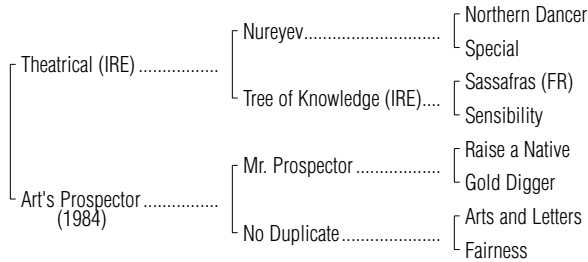 Northern Dancer
Nureyev..................................
Special
Theatrical (IRE) .................
Sassafras (FR)
Tree of Knowledge (IRE)....
Sensibility
Raise a Native
Mr. Prospector ....................
Gold Digger
Art's Prospector ................
(1984)
Arts and Letters
No Duplicate........................
Fairness